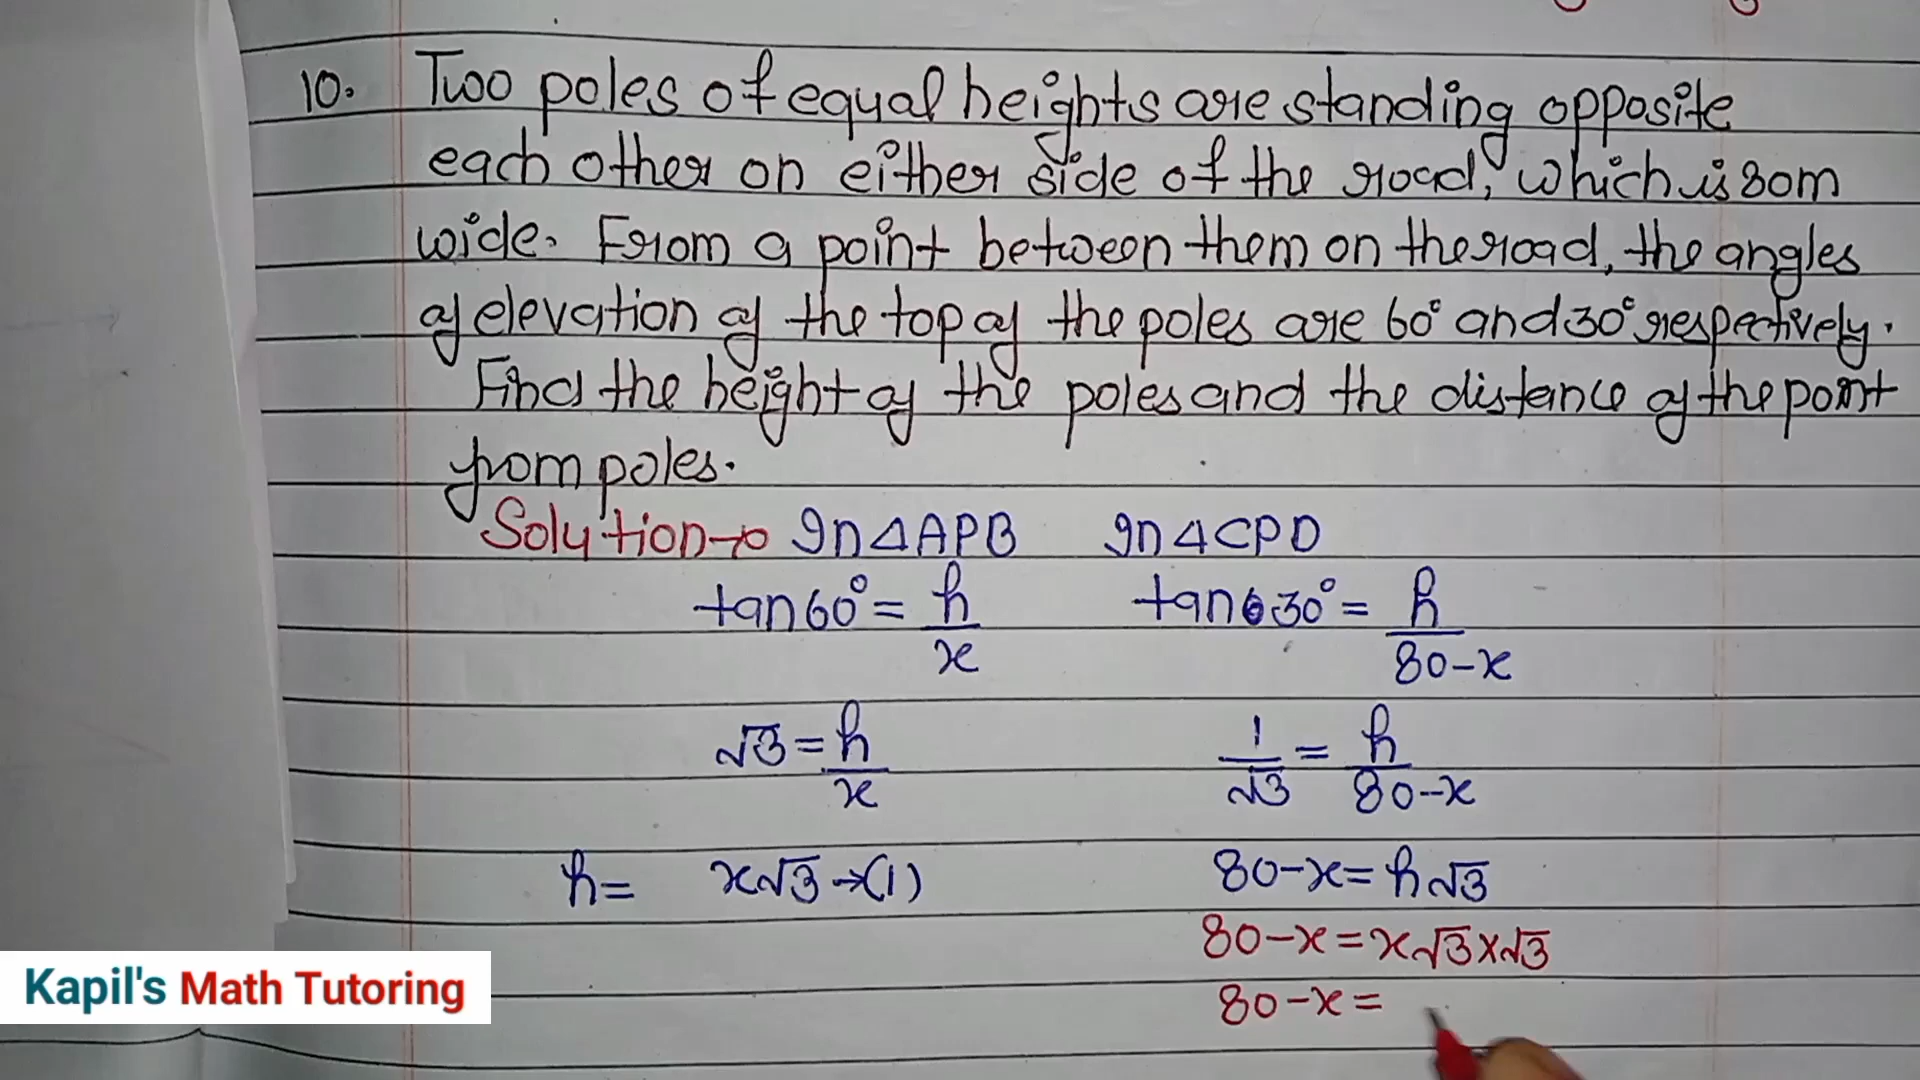 10. Two poles of equal heights are standing opposite
each other on either side of the road, which is 80m
wide. From a point between them on the road, the angles
of elevation of the top of the poles are 60° and 30° respectively.
Find the height of the poles and the distance of the point
from poles.
Solution→ In △APB In △CPD
tan60° = h/x tan30° = h/80-x
√3 = h/x 1/√3 = h/80-x
h = x√3 →(1) 80-x = h√3
80-x = x√3×√3
80-x =
Kapil's Math Tutoring